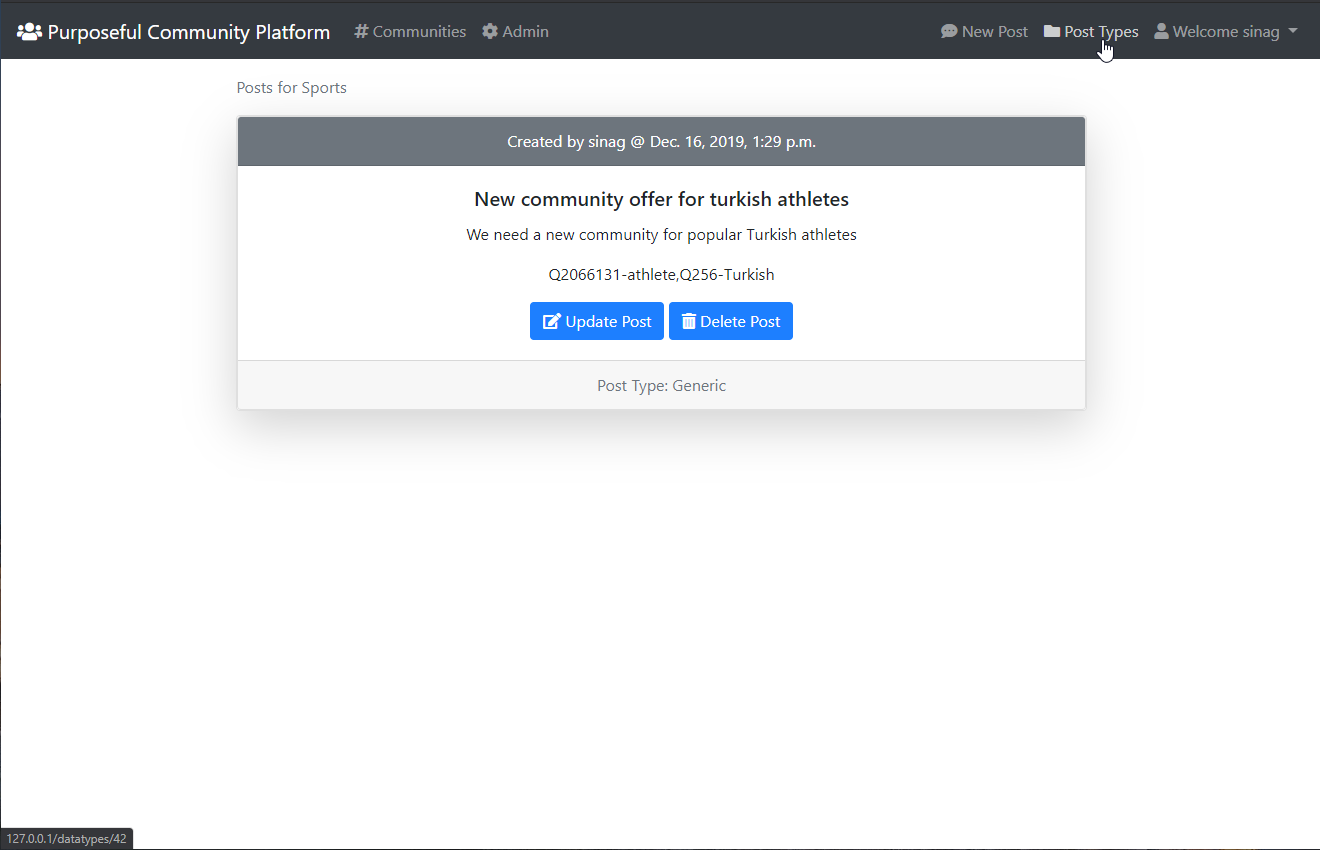 Purposeful Community Platform Communities Admin New Post Post Types Welcome sinag
Posts for Sports
Created by sinag @ Dec. 16, 2019, 1:29 p.m.
New community offer for turkish athletes
We need a new community for popular Turkish athletes
Q2066131-athlete,Q256-Turkish
Update Post Delete Post
Post Type: Generic
127.0.0.1/datatypes/42